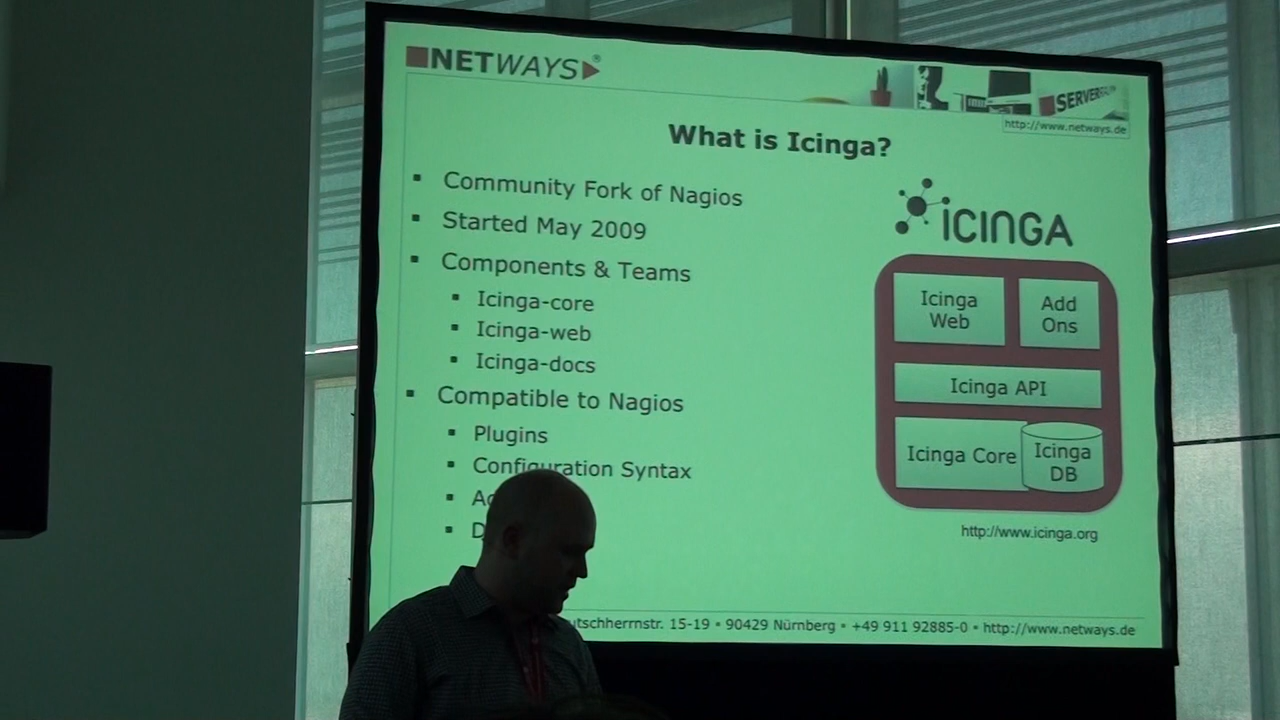 NETWAYS®
SERVER
http://www.netways.de
What is Icinga?
Community Fork of Nagios
Started May 2009
Components & Teams
Icinga-core
Icinga-web
Icinga-docs
Compatible to Nagios
Plugins
Configuration Syntax
ICINGA
Icinga Web
Add Ons
Icinga API
Icinga Core
Icinga DB
http://www.icinga.org
utschherrnstr. 15-19 ▪ 90429 Nürnberg ▪ +49 911 92885-0 ▪ http://www.netways.de